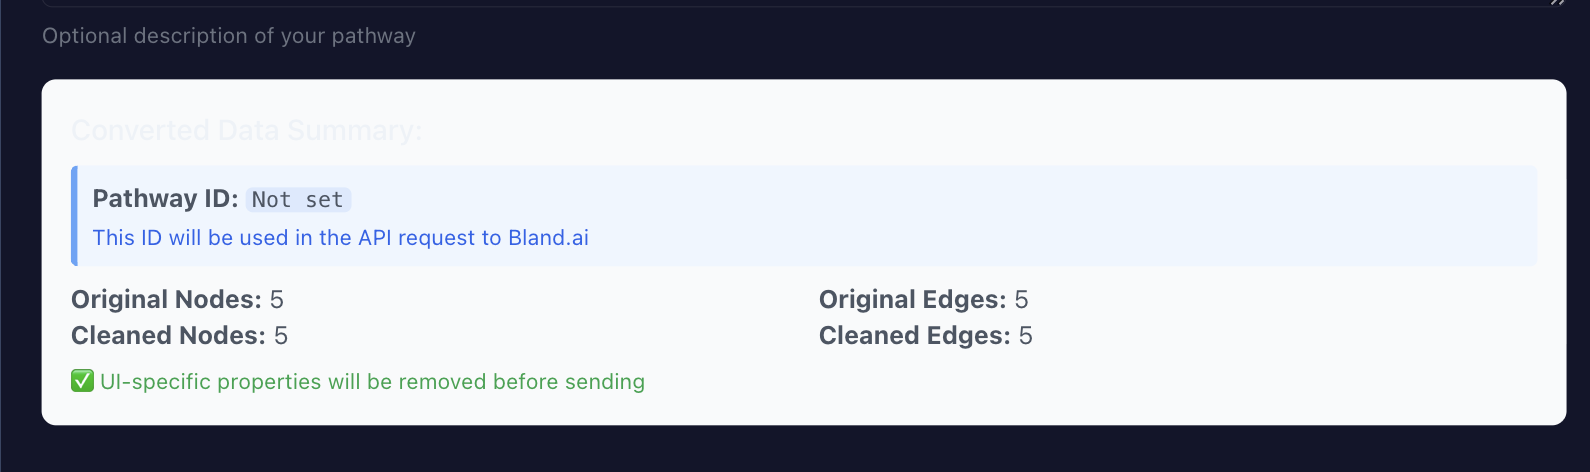 Optional description of your pathway
Converted Data Summary:
Pathway ID: Not set
This ID will be used in the API request to Bland.ai
Original Nodes: 5
Original Edges: 5
Cleaned Nodes: 5
Cleaned Edges: 5
✅ UI-specific properties will be removed before sending